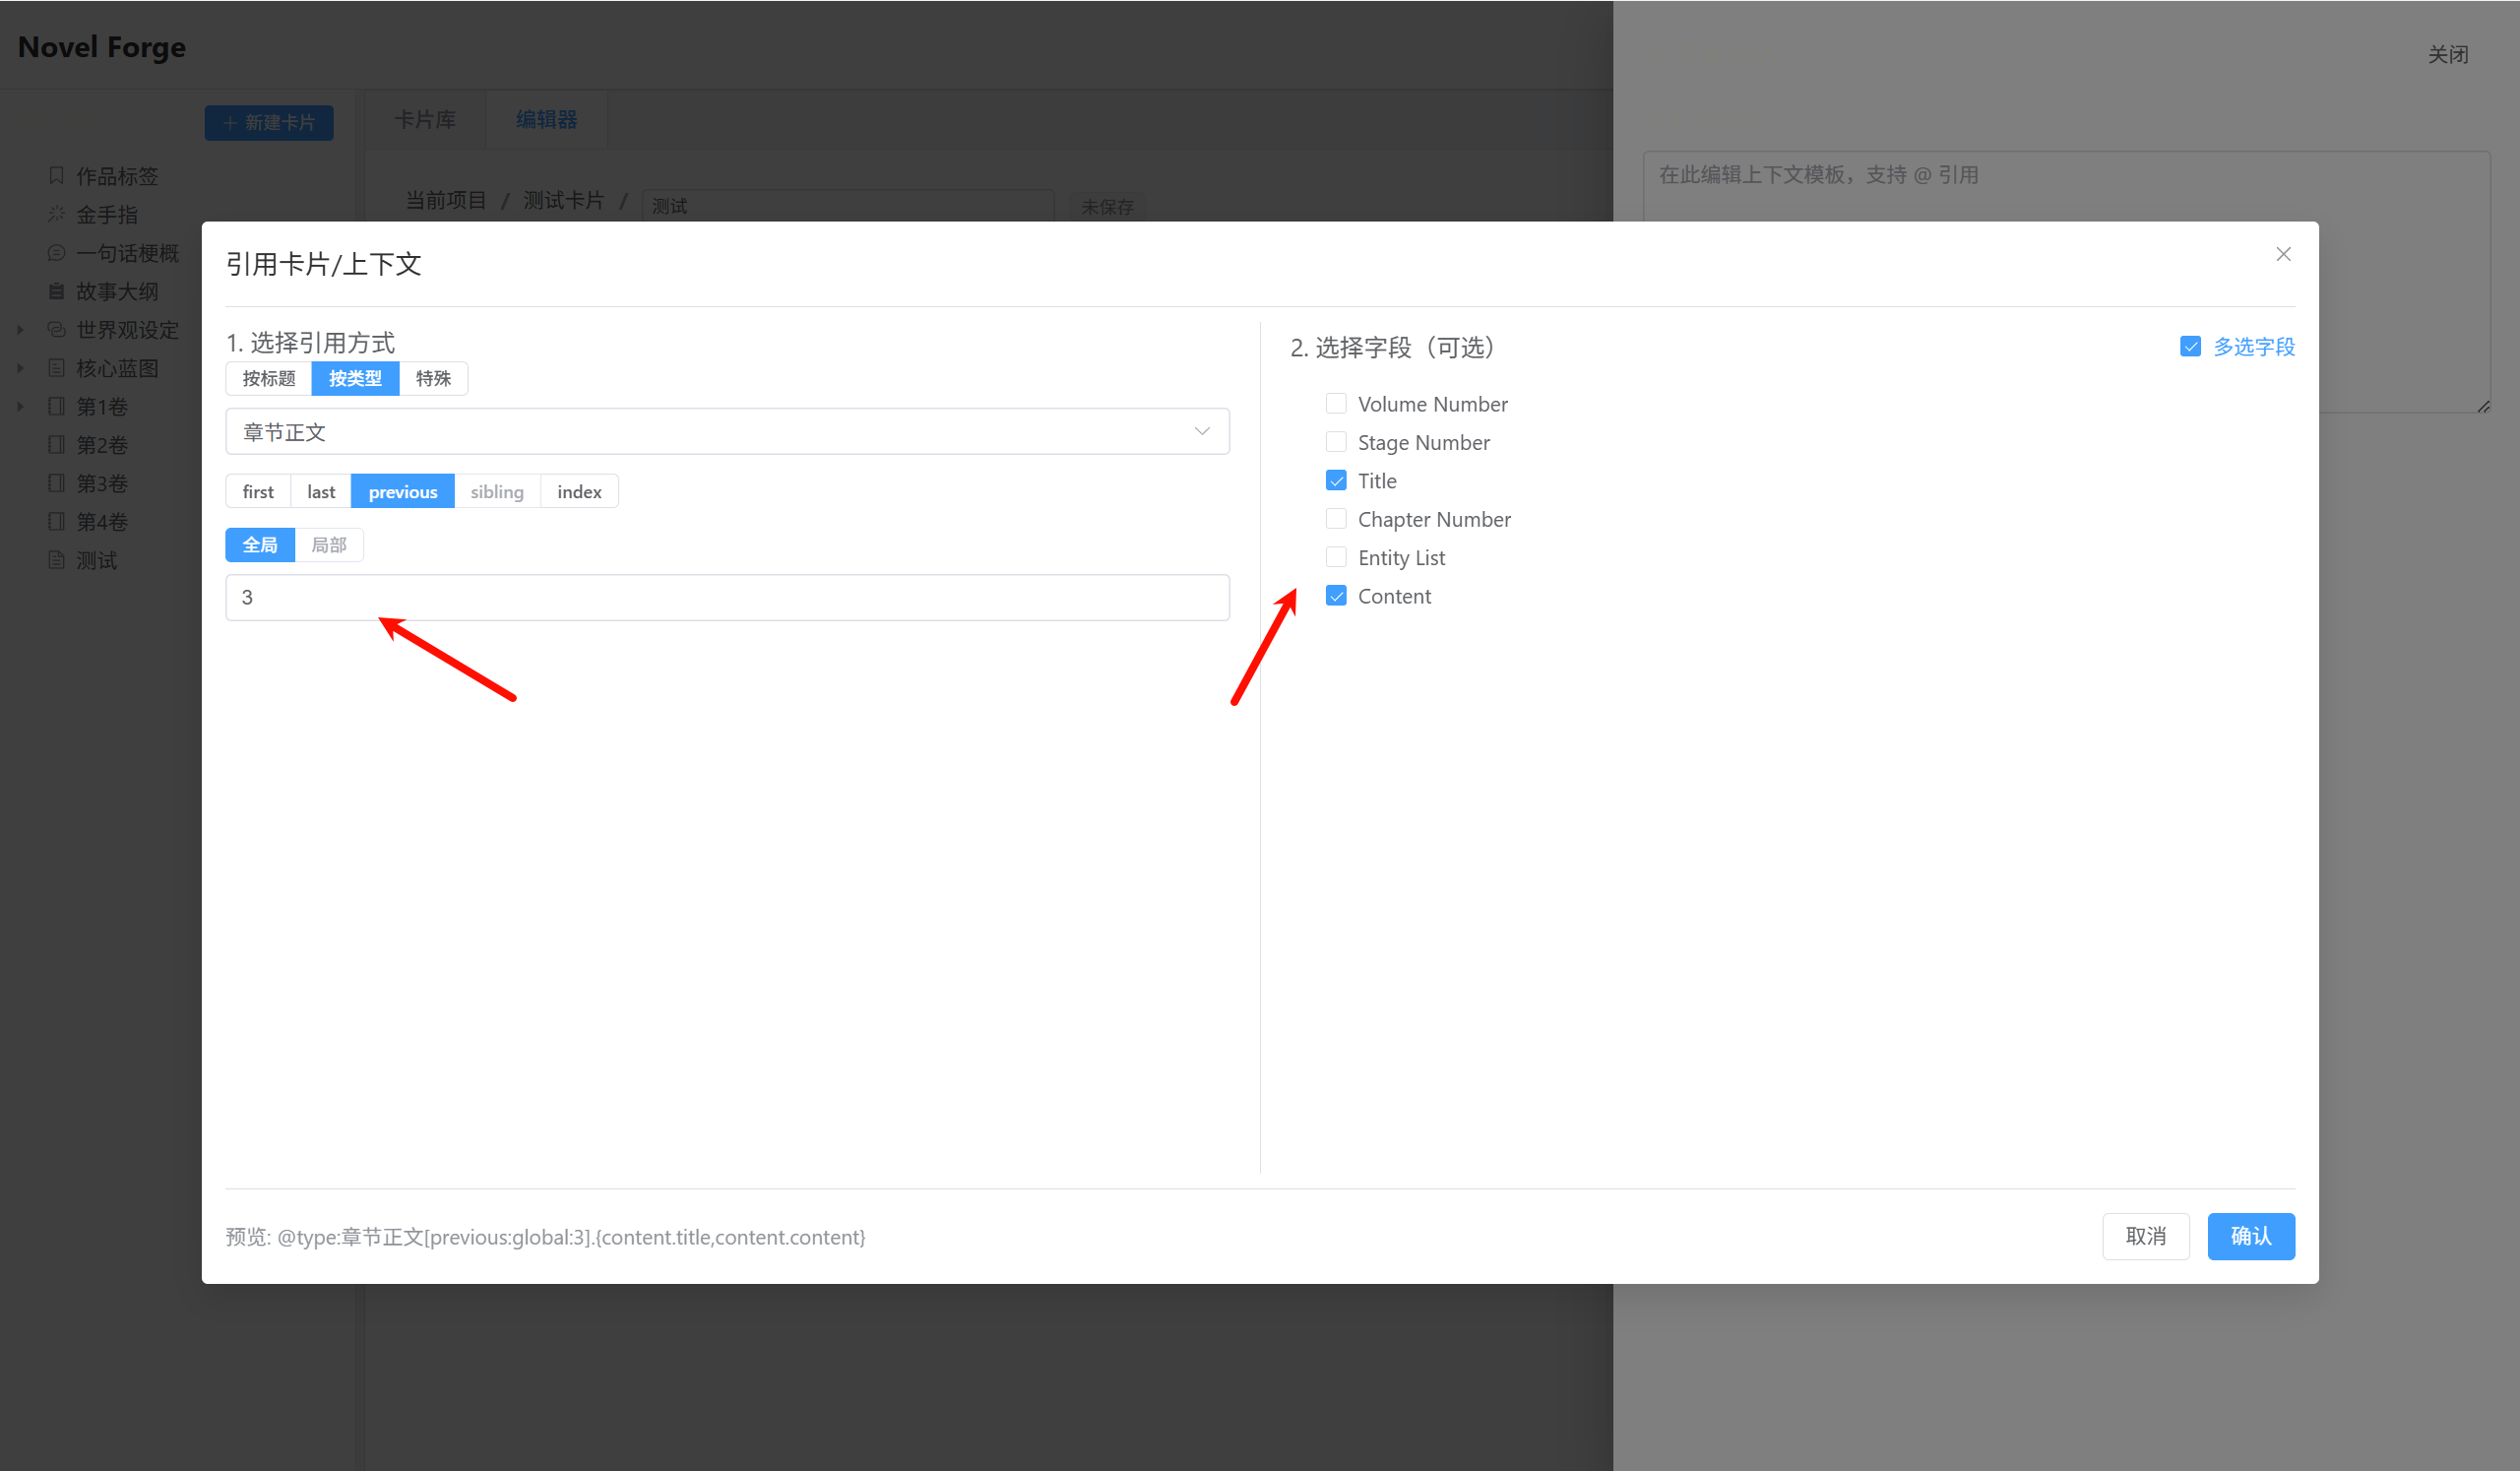 Novel Forge
关闭
+ 新建卡片
卡片库
编辑器
作品标签
金手指
一句话梗概
故事大纲
世界观设定
核心蓝图
第1卷
第2卷
第3卷
第4卷
测试
当前项目 / 测试卡片 / 测试 未保存
在此编辑上下文模板，支持 @ 引用
引用卡片/上下文
1. 选择引用方式
按标题 按类型 特殊
章节正文
first last previous sibling index
全局 局部
3
2. 选择字段（可选）
多选字段
Volume Number
Stage Number
Title
Chapter Number
Entity List
Content
预览: @type:章节正文[previous:global:3].{content.title,content.content}
取消
确认